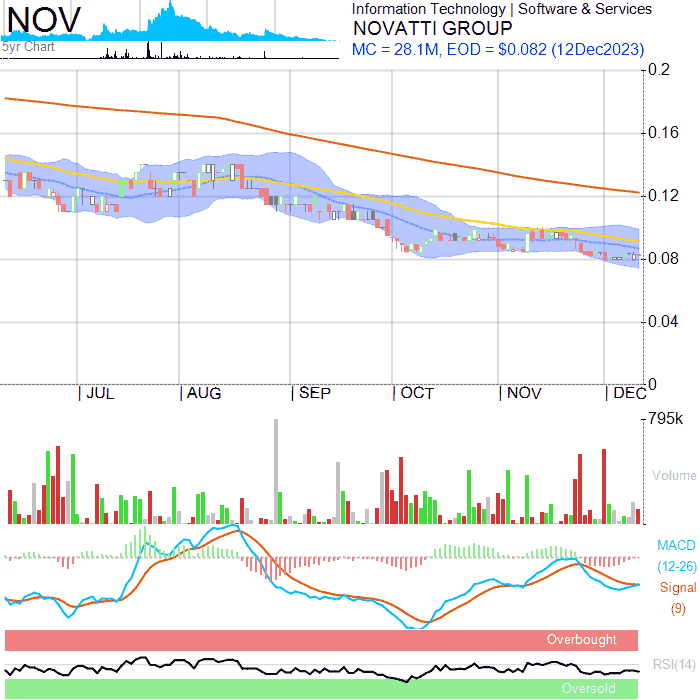 NOV
5yr Chart
Information Technology | Software & Services
NOVATTI GROUP
MC = 28.1M, EOD = $0.082 (12Dec2023)
0.2
0.16
0.12
0.08
0.04
0
JUL
AUG
SEP
OCT
NOV
DEC
795k
Volume
MACD
(12-26)
Signal
(9)
Overbought
RSI(14)
Oversold